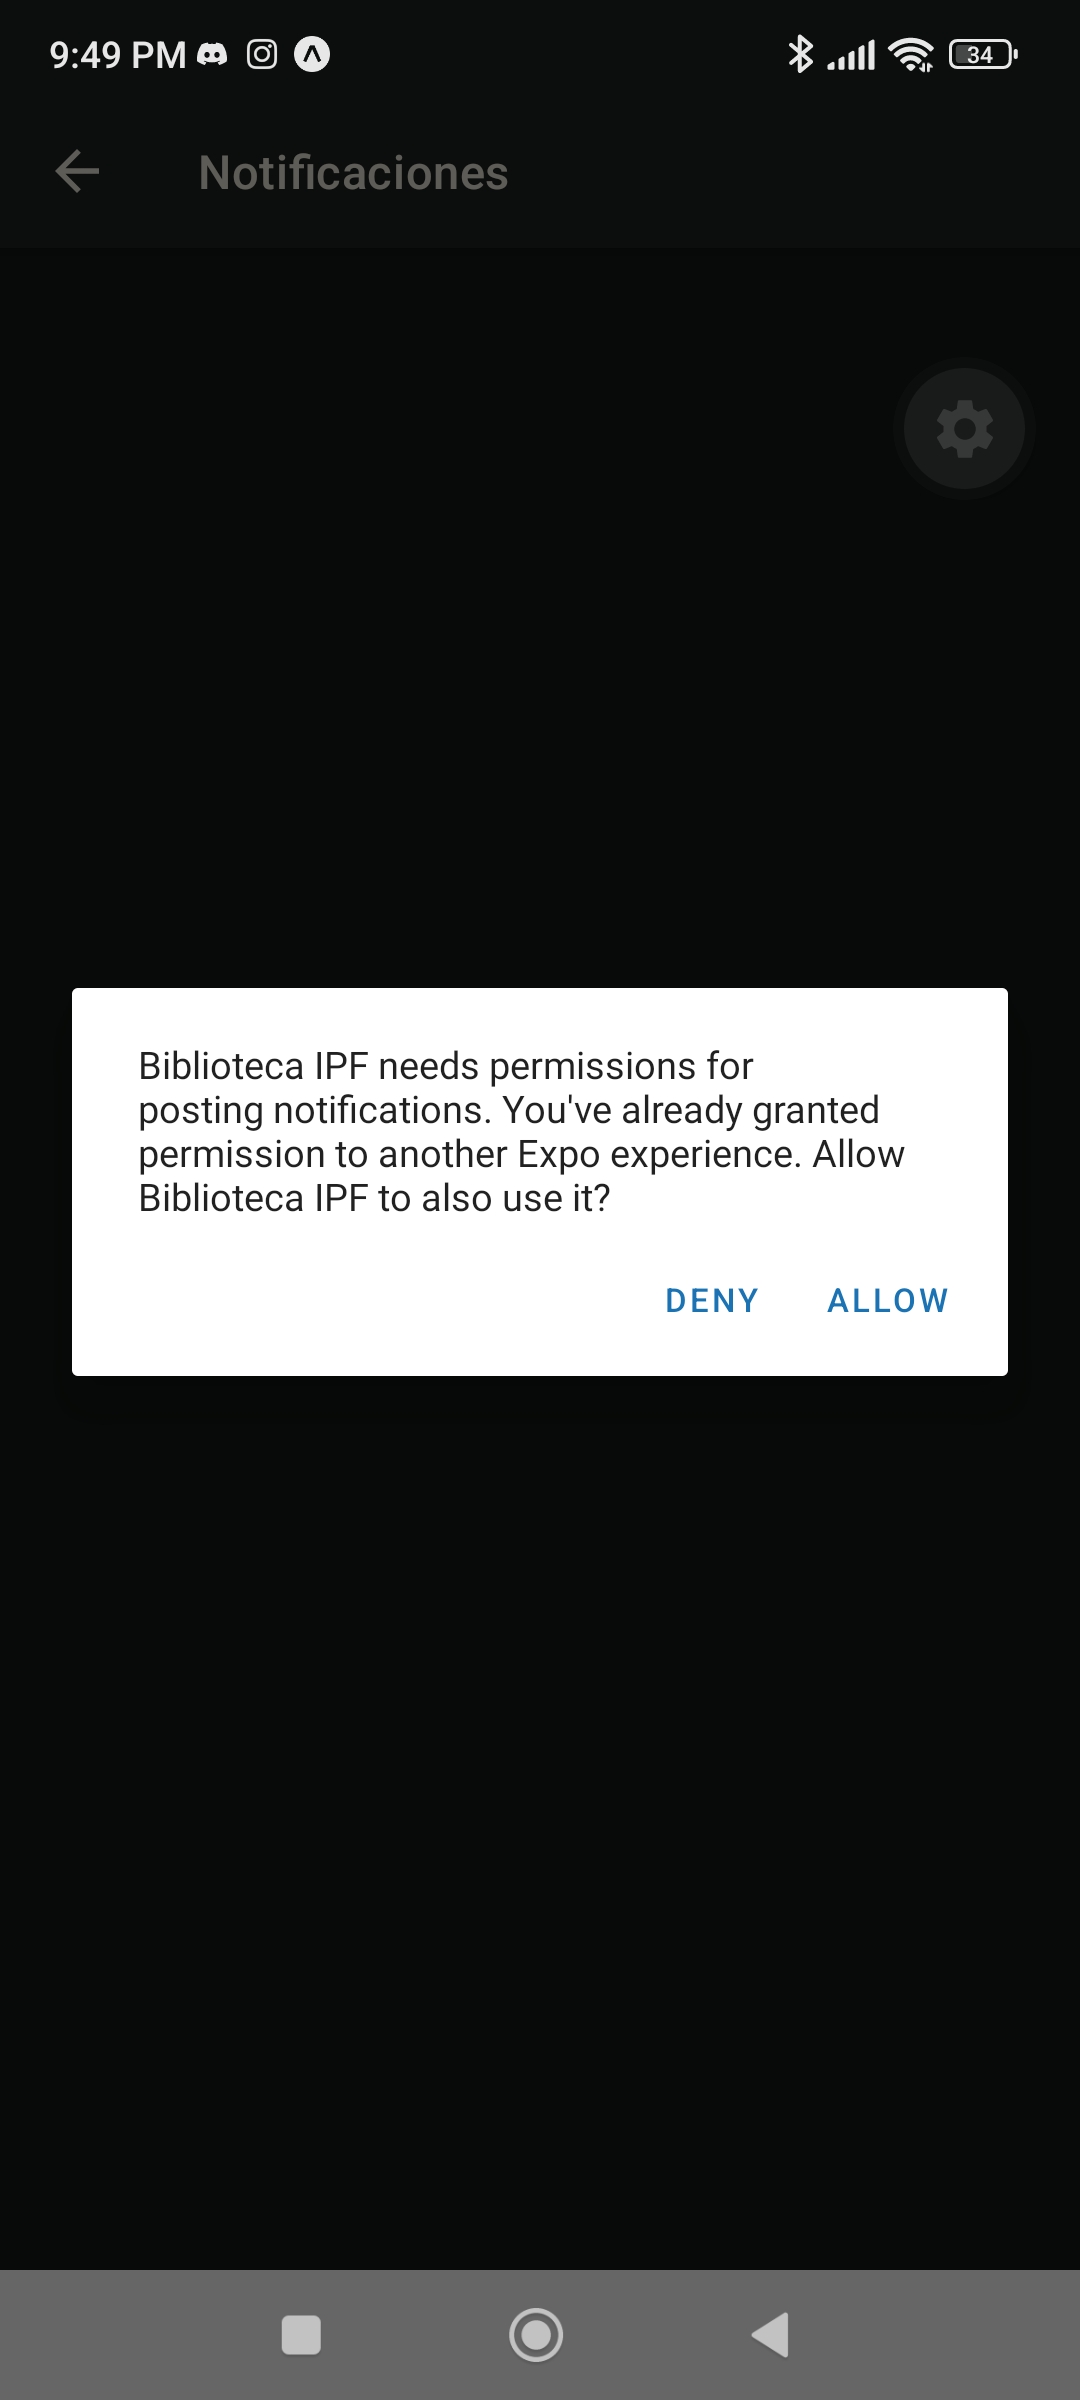 9:49 PM
34
Notificaciones
Biblioteca IPF needs permissions for
posting notifications. You've already granted
permission to another Expo experience. Allow
Biblioteca IPF to also use it?
DENY ALLOW